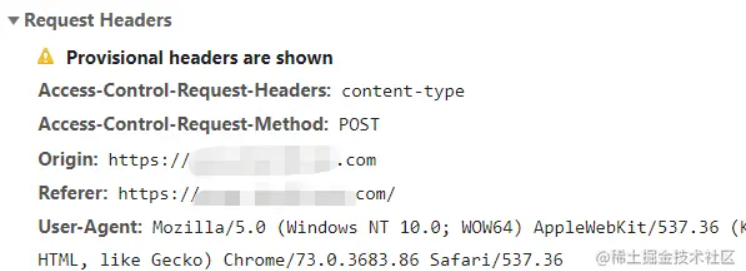 Request Headers
Provisional headers are shown
Access-Control-Request-Headers: content-type
Access-Control-Request-Method: POST
Origin: https:// .com
Referer: https:// com/
User-Agent: Mozilla/5.0 (Windows NT 10.0; WOW64) AppleWebKit/537.36 (K
HTML, like Gecko) Chrome/73.0.3683.86 Safari/537.36
@稀土掘金技术社区